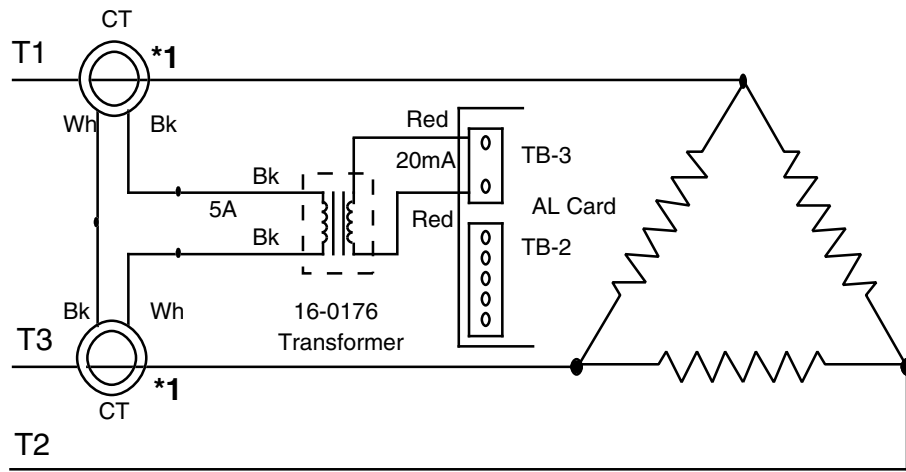 CT
T1
*1
Wh
Bk
Red
20mA
TB-3
Bk
5A
Red
AL Card
Bk
TB-2
Bk
Wh
16-0176
Transformer
T3
*1
CT
T2